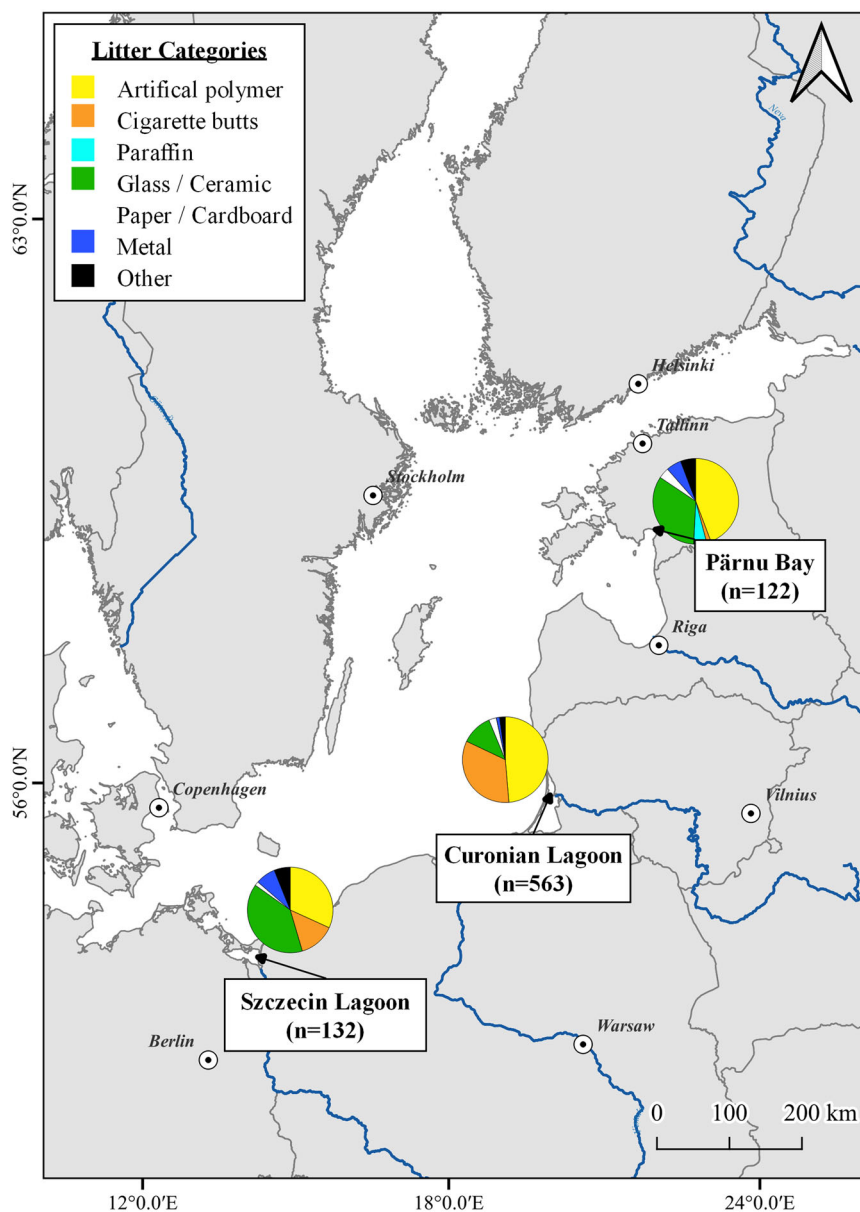 Litter Categories
Artifical polymer
Cigarette butts
Paraffin
Glass / Ceramic
Paper / Cardboard
Metal
Other
63°0.0'N
56°0.0'N
Neva
Helsinki
Tallinn
Stockholm
Pärnu Bay
(n=122)
Riga
Copenhagen
Vilnius
Curonian Lagoon
(n=563)
Szczecin Lagoon
(n=132)
Berlin
Warsaw
0 100 200 km
12°0.0'E 18°0.0'E 24°0.0'E